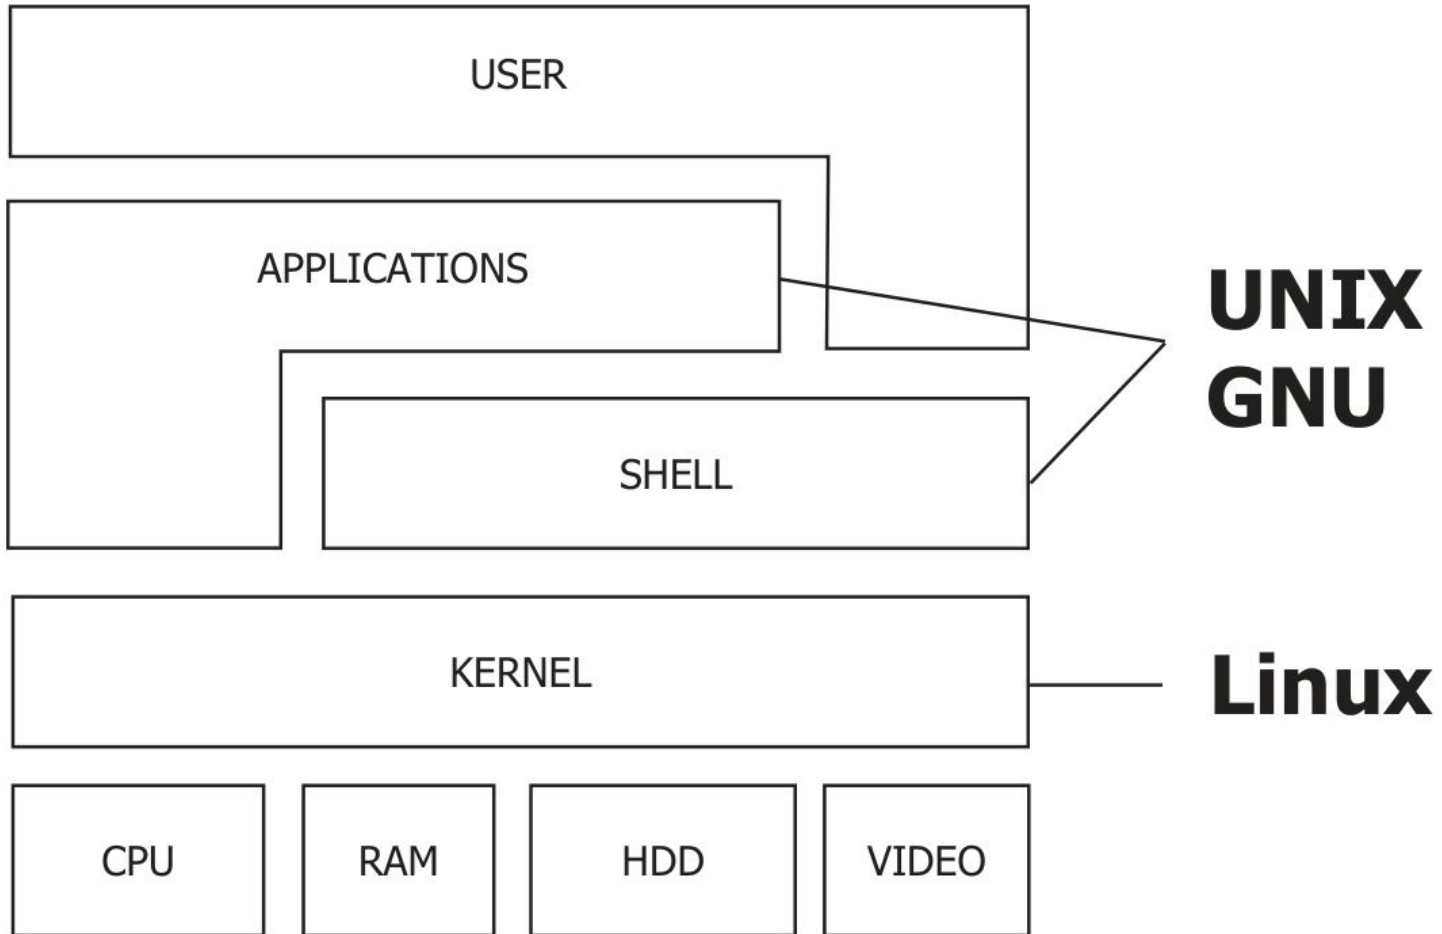 USER
APPLICATIONS
UNIX
GNU
SHELL
KERNEL
Linux
CPU
RAM
HDD
VIDEO